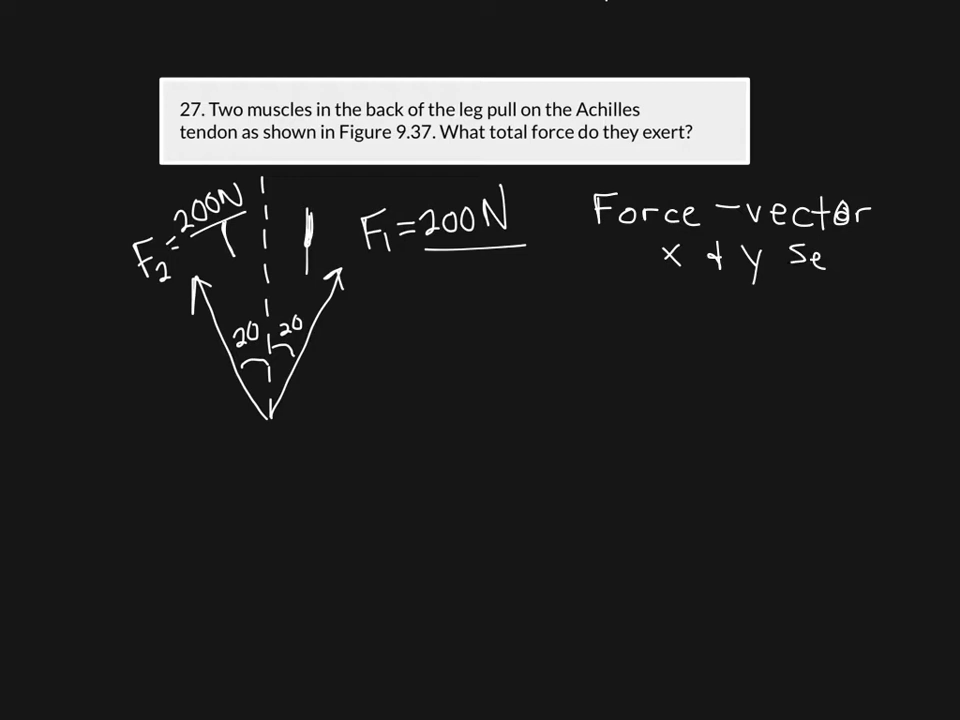 27. Two muscles in the back of the leg pull on the Achilles
tendon as shown in Figure 9.37. What total force do they exert?
F2 = 200N
F1 = 200N
Force - vector
x & y Se
20 20